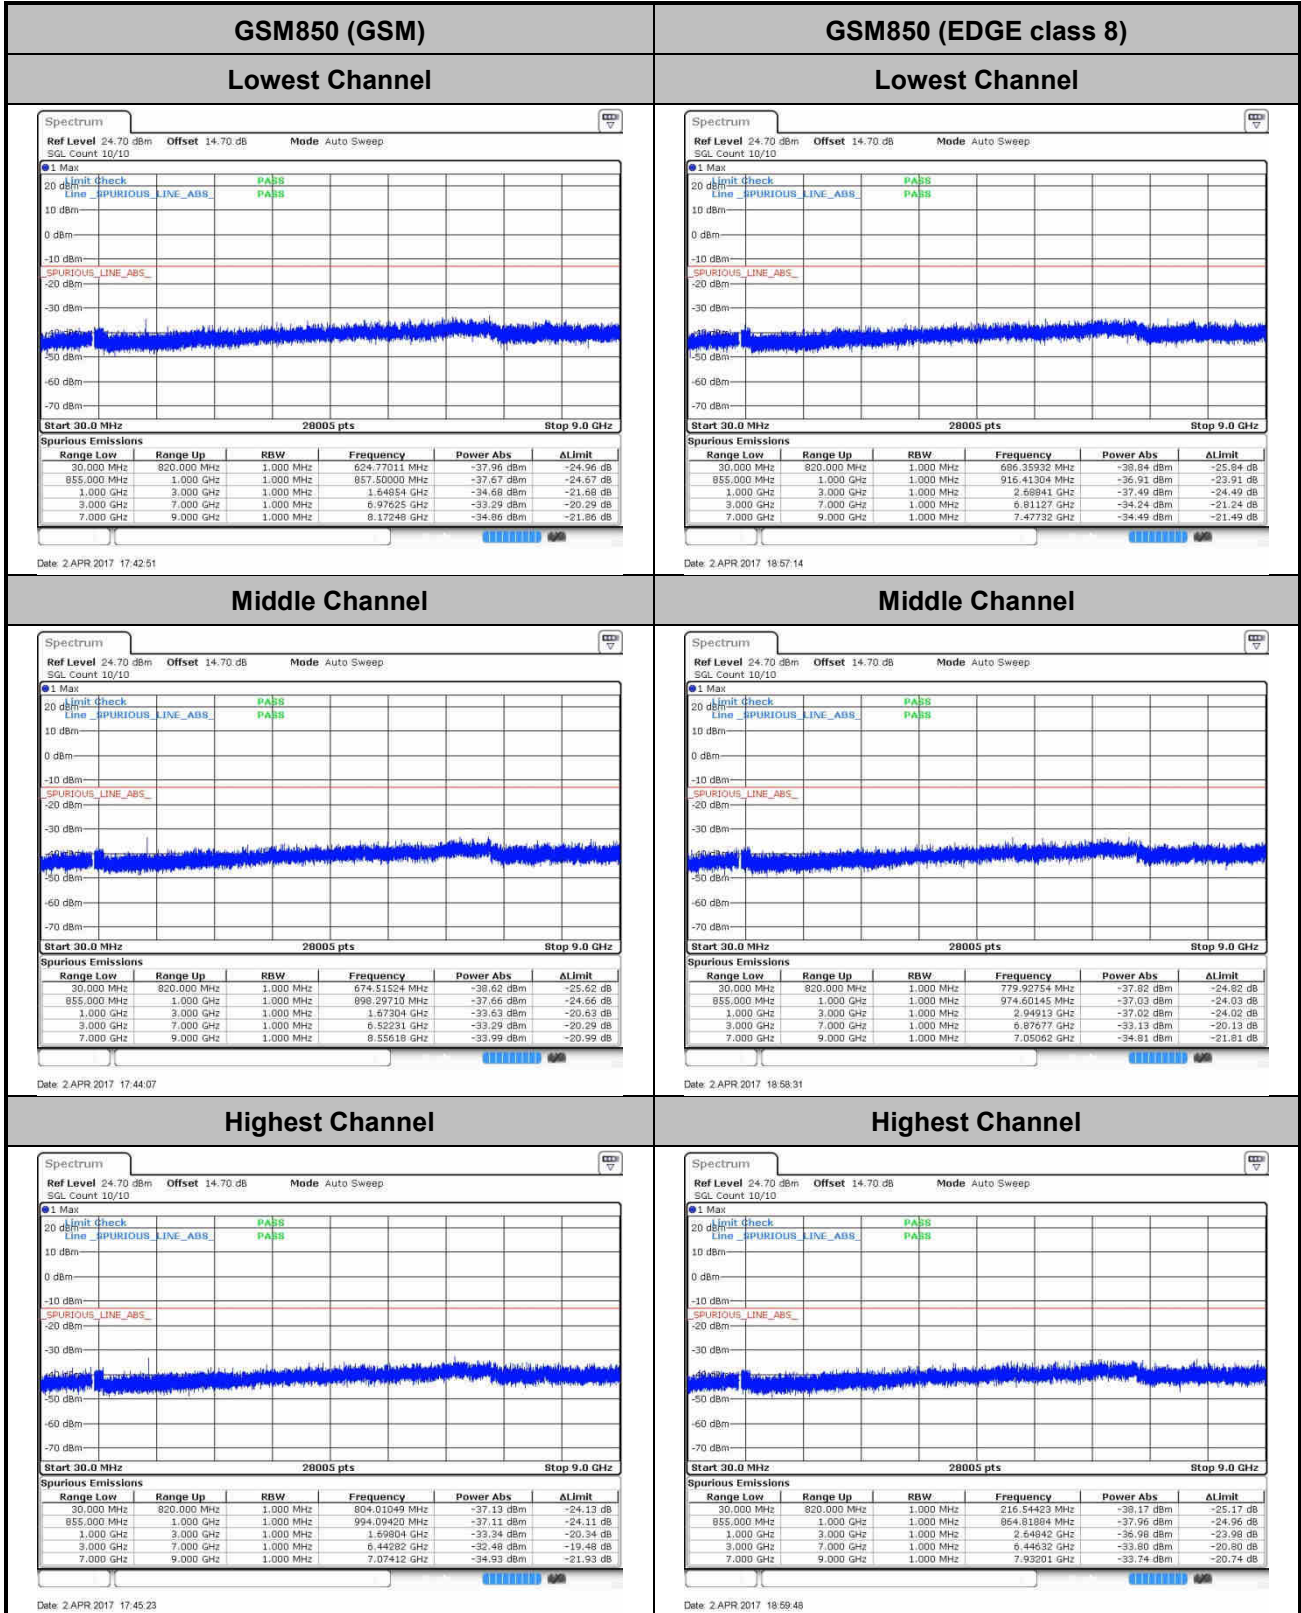 GSM850 (GSM)
GSM850 (EDGE class 8)
Lowest Channel
Lowest Channel
Spectrum
Ref Level 24.70 dBm Offset 14.70 dB Mode Auto Sweep
SGL Count 10/10
1 Max
Limit Check PASS
20 dBm
Line _SPURIOUS_LINE_ABS_ PASS
10 dBm
0 dBm
-10 dBm
_SPURIOUS_LINE_ABS_
-20 dBm
-30 dBm
-40 dBm
-50 dBm
-60 dBm
-70 dBm
Start 30.0 MHz 28005 pts Stop 9.0 GHz
Spurious Emissions
Range Low Range Up RBW Frequency Power Abs ΔLimit
30.000 MHz 820.000 MHz 1.000 MHz 624.77011 MHz -37.96 dBm -24.96 dB
855.000 MHz 1.000 GHz 1.000 MHz 857.50000 MHz -37.67 dBm -24.67 dB
1.000 GHz 3.000 GHz 1.000 MHz 1.64854 GHz -34.68 dBm -21.68 dB
3.000 GHz 7.000 GHz 1.000 MHz 6.97625 GHz -33.29 dBm -20.29 dB
7.000 GHz 9.000 GHz 1.000 MHz 8.17248 GHz -34.86 dBm -21.86 dB
Date: 2.APR.2017 17:42:51
Spectrum
Ref Level 24.70 dBm Offset 14.70 dB Mode Auto Sweep
SGL Count 10/10
1 Max
Limit Check PASS
20 dBm
Line _SPURIOUS_LINE_ABS_ PASS
10 dBm
0 dBm
-10 dBm
_SPURIOUS_LINE_ABS_
-20 dBm
-30 dBm
-40 dBm
-50 dBm
-60 dBm
-70 dBm
Start 30.0 MHz 28005 pts Stop 9.0 GHz
Spurious Emissions
Range Low Range Up RBW Frequency Power Abs ΔLimit
30.000 MHz 820.000 MHz 1.000 MHz 686.35932 MHz -38.84 dBm -25.84 dB
855.000 MHz 1.000 GHz 1.000 MHz 916.41304 MHz -36.91 dBm -23.91 dB
1.000 GHz 3.000 GHz 1.000 MHz 2.68841 GHz -37.49 dBm -24.49 dB
3.000 GHz 7.000 GHz 1.000 MHz 6.81127 GHz -34.24 dBm -21.24 dB
7.000 GHz 9.000 GHz 1.000 MHz 7.47732 GHz -34.49 dBm -21.49 dB
Date: 2.APR.2017 18:57:14
Middle Channel
Middle Channel
Spectrum
Ref Level 24.70 dBm Offset 14.70 dB Mode Auto Sweep
SGL Count 10/10
1 Max
Limit Check PASS
20 dBm
Line _SPURIOUS_LINE_ABS_ PASS
10 dBm
0 dBm
-10 dBm
_SPURIOUS_LINE_ABS_
-20 dBm
-30 dBm
-40 dBm
-50 dBm
-60 dBm
-70 dBm
Start 30.0 MHz 28005 pts Stop 9.0 GHz
Spurious Emissions
Range Low Range Up RBW Frequency Power Abs ΔLimit
30.000 MHz 820.000 MHz 1.000 MHz 674.51524 MHz -38.62 dBm -25.62 dB
855.000 MHz 1.000 GHz 1.000 MHz 898.29710 MHz -37.66 dBm -24.66 dB
1.000 GHz 3.000 GHz 1.000 MHz 1.67304 GHz -33.63 dBm -20.63 dB
3.000 GHz 7.000 GHz 1.000 MHz 6.52231 GHz -33.29 dBm -20.29 dB
7.000 GHz 9.000 GHz 1.000 MHz 8.55618 GHz -33.99 dBm -20.99 dB
Date: 2.APR.2017 17:44:07
Spectrum
Ref Level 24.70 dBm Offset 14.70 dB Mode Auto Sweep
SGL Count 10/10
1 Max
Limit Check PASS
20 dBm
Line _SPURIOUS_LINE_ABS_ PASS
10 dBm
0 dBm
-10 dBm
_SPURIOUS_LINE_ABS_
-20 dBm
-30 dBm
-40 dBm
-50 dBm
-60 dBm
-70 dBm
Start 30.0 MHz 28005 pts Stop 9.0 GHz
Spurious Emissions
Range Low Range Up RBW Frequency Power Abs ΔLimit
30.000 MHz 820.000 MHz 1.000 MHz 779.92754 MHz -37.82 dBm -24.82 dB
855.000 MHz 1.000 GHz 1.000 MHz 974.60145 MHz -37.03 dBm -24.03 dB
1.000 GHz 3.000 GHz 1.000 MHz 2.94913 GHz -37.02 dBm -24.02 dB
3.000 GHz 7.000 GHz 1.000 MHz 6.87677 GHz -33.13 dBm -20.13 dB
7.000 GHz 9.000 GHz 1.000 MHz 7.05062 GHz -34.81 dBm -21.81 dB
Date: 2.APR.2017 18:58:31
Highest Channel
Highest Channel
Spectrum
Ref Level 24.70 dBm Offset 14.70 dB Mode Auto Sweep
SGL Count 10/10
1 Max
Limit Check PASS
20 dBm
Line _SPURIOUS_LINE_ABS_ PASS
10 dBm
0 dBm
-10 dBm
_SPURIOUS_LINE_ABS_
-20 dBm
-30 dBm
-40 dBm
-50 dBm
-60 dBm
-70 dBm
Start 30.0 MHz 28005 pts Stop 9.0 GHz
Spurious Emissions
Range Low Range Up RBW Frequency Power Abs ΔLimit
30.000 MHz 820.000 MHz 1.000 MHz 804.01049 MHz -37.13 dBm -24.13 dB
855.000 MHz 1.000 GHz 1.000 MHz 994.09420 MHz -37.11 dBm -24.11 dB
1.000 GHz 3.000 GHz 1.000 MHz 1.69804 GHz -33.34 dBm -20.34 dB
3.000 GHz 7.000 GHz 1.000 MHz 6.44282 GHz -32.48 dBm -19.48 dB
7.000 GHz 9.000 GHz 1.000 MHz 7.07412 GHz -34.93 dBm -21.93 dB
Date: 2.APR.2017 17:45:23
Spectrum
Ref Level 24.70 dBm Offset 14.70 dB Mode Auto Sweep
SGL Count 10/10
1 Max
Limit Check PASS
20 dBm
Line _SPURIOUS_LINE_ABS_ PASS
10 dBm
0 dBm
-10 dBm
_SPURIOUS_LINE_ABS_
-20 dBm
-30 dBm
-40 dBm
-50 dBm
-60 dBm
-70 dBm
Start 30.0 MHz 28005 pts Stop 9.0 GHz
Spurious Emissions
Range Low Range Up RBW Frequency Power Abs ΔLimit
30.000 MHz 820.000 MHz 1.000 MHz 216.54423 MHz -38.17 dBm -25.17 dB
855.000 MHz 1.000 GHz 1.000 MHz 864.81884 MHz -37.96 dBm -24.96 dB
1.000 GHz 3.000 GHz 1.000 MHz 2.64842 GHz -36.98 dBm -23.98 dB
3.000 GHz 7.000 GHz 1.000 MHz 6.44632 GHz -33.80 dBm -20.80 dB
7.000 GHz 9.000 GHz 1.000 MHz 7.93201 GHz -33.74 dBm -20.74 dB
Date: 2.APR.2017 18:59:48